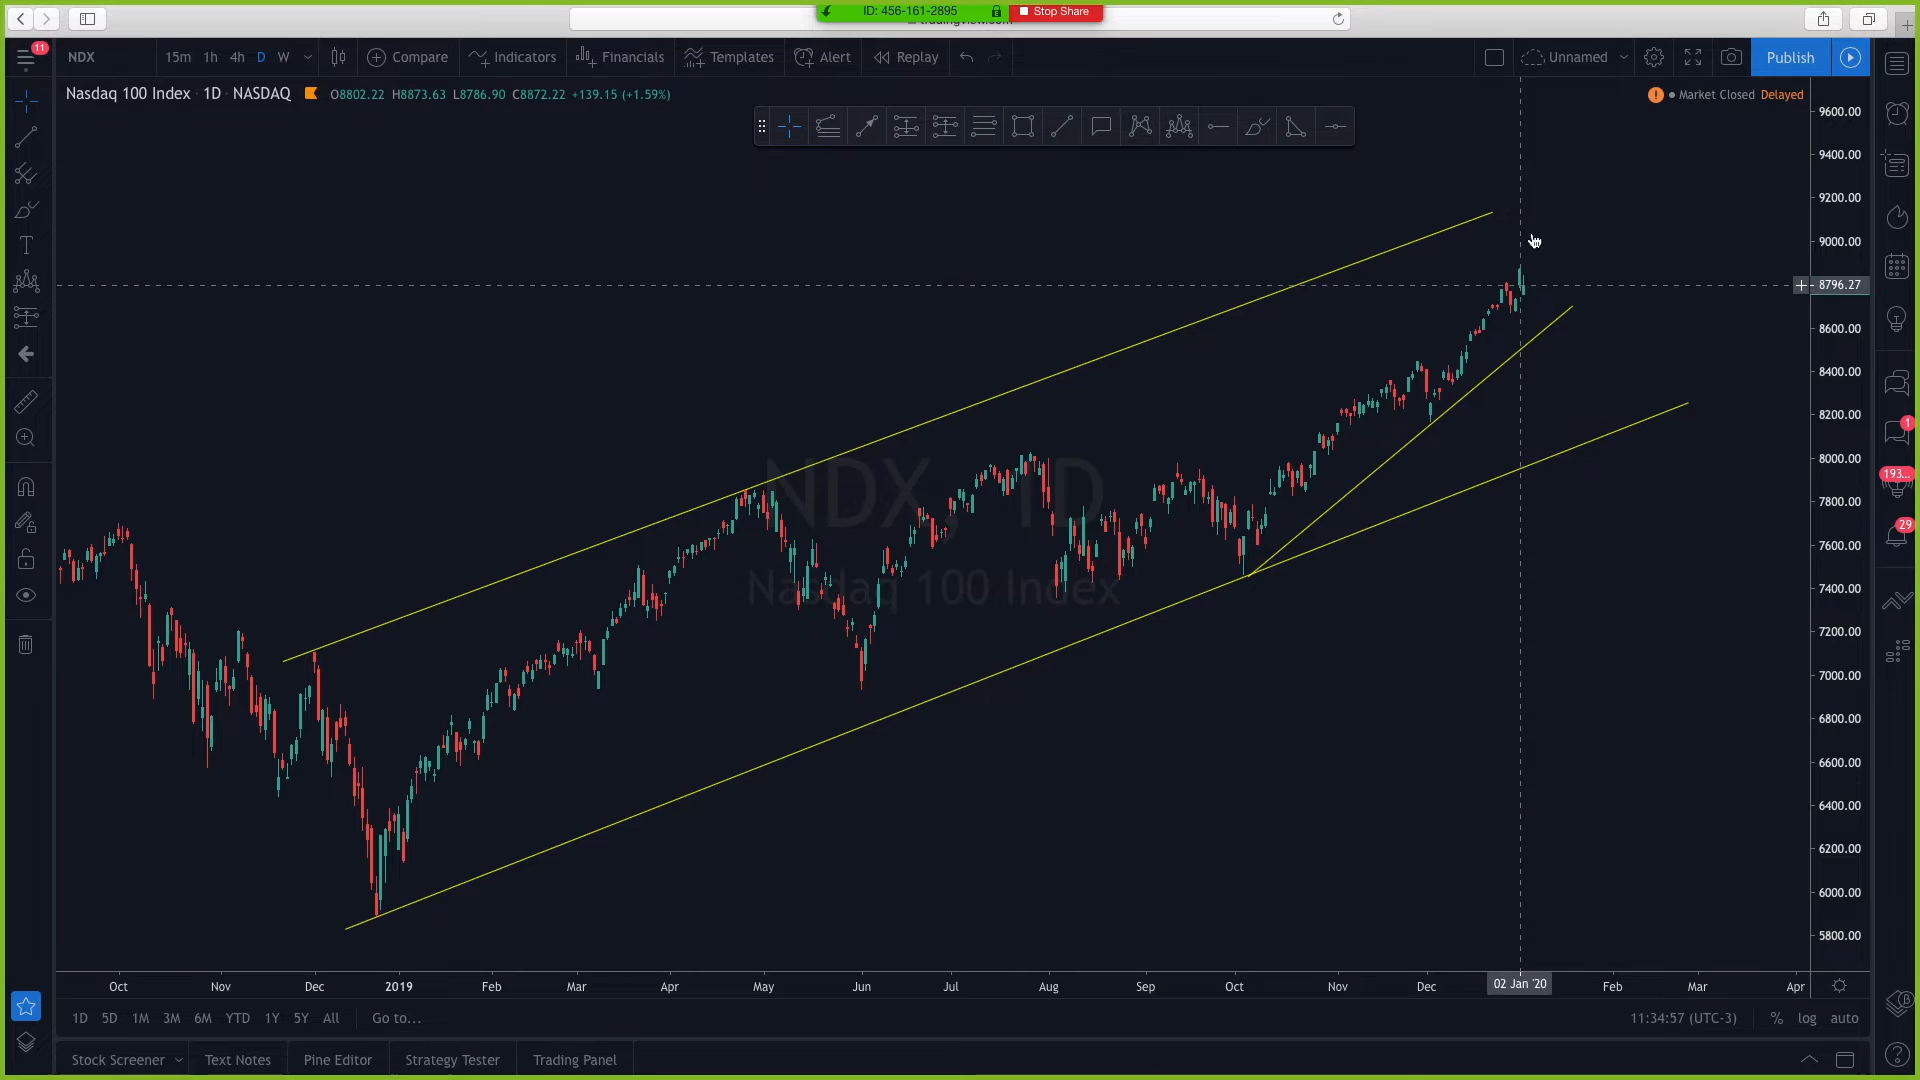 ID: 456-161-2895
Stop Share
11
NDX
15m 1h 4h D W
Compare
Indicators
Financials
Templates
Alert
Replay
Unnamed
Publish
Nasdaq 100 Index · 1D · NASDAQ
O8802.22 H8873.63 L8786.90 C8872.22 +139.15 (+1.59%)
Market Closed Delayed
9600.00
9400.00
9200.00
9000.00
8796.27
8600.00
8400.00
8200.00
8000.00
7800.00
7600.00
7400.00
7200.00
7000.00
6800.00
6600.00
6400.00
6200.00
6000.00
5800.00
NDX, 1D
Nasdaq 100 Index
1
193...
29
Oct Nov Dec 2019 Feb Mar Apr May Jun Jul Aug Sep Oct Nov Dec 02 Jan '20 Feb Mar Apr
1D 5D 1M 3M 6M YTD 1Y 5Y All Go to...
11:34:57 (UTC-3) % log auto
Stock Screener Text Notes Pine Editor Strategy Tester Trading Panel